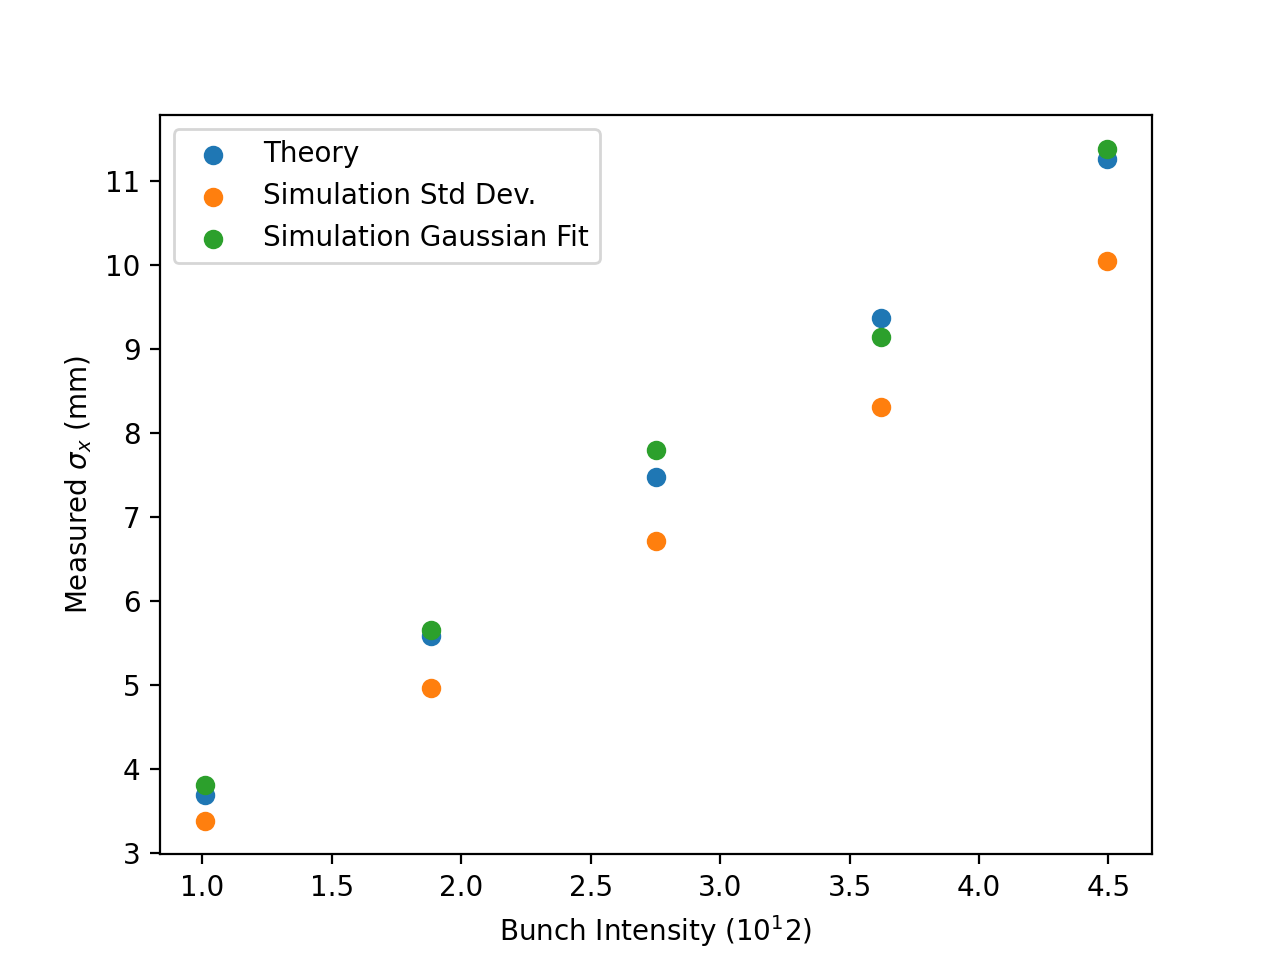 Theory
Simulation Std Dev.
Simulation Gaussian Fit
11
10
9
8
7
6
5
4
3
Measured σₓ (mm)
1.0 1.5 2.0 2.5 3.0 3.5 4.0 4.5
Bunch Intensity (10¹2)